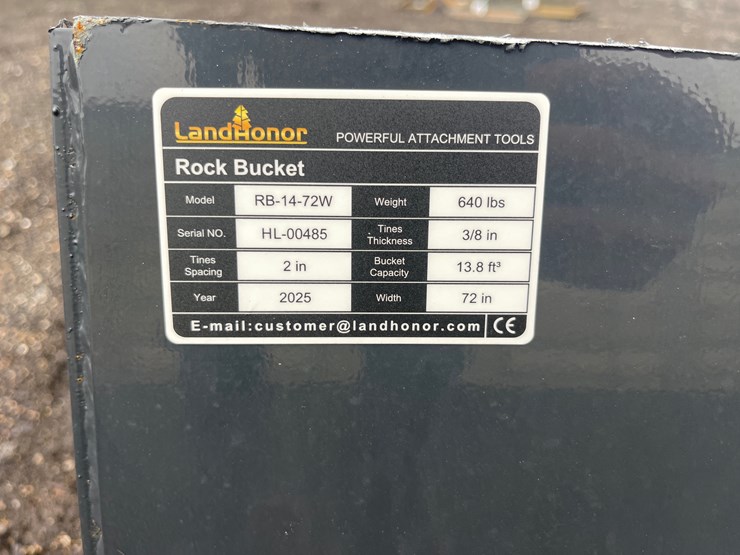 LandHonor POWERFUL ATTACHMENT TOOLS
Rock Bucket
Model RB-14-72W Weight 640 lbs
Serial NO. HL-00485 Tines Thickness 3/8 in
Tines Spacing 2 in Bucket Capacity 13.8 ft³
Year 2025 Width 72 in
E-mail:customer@landhonor.com CE